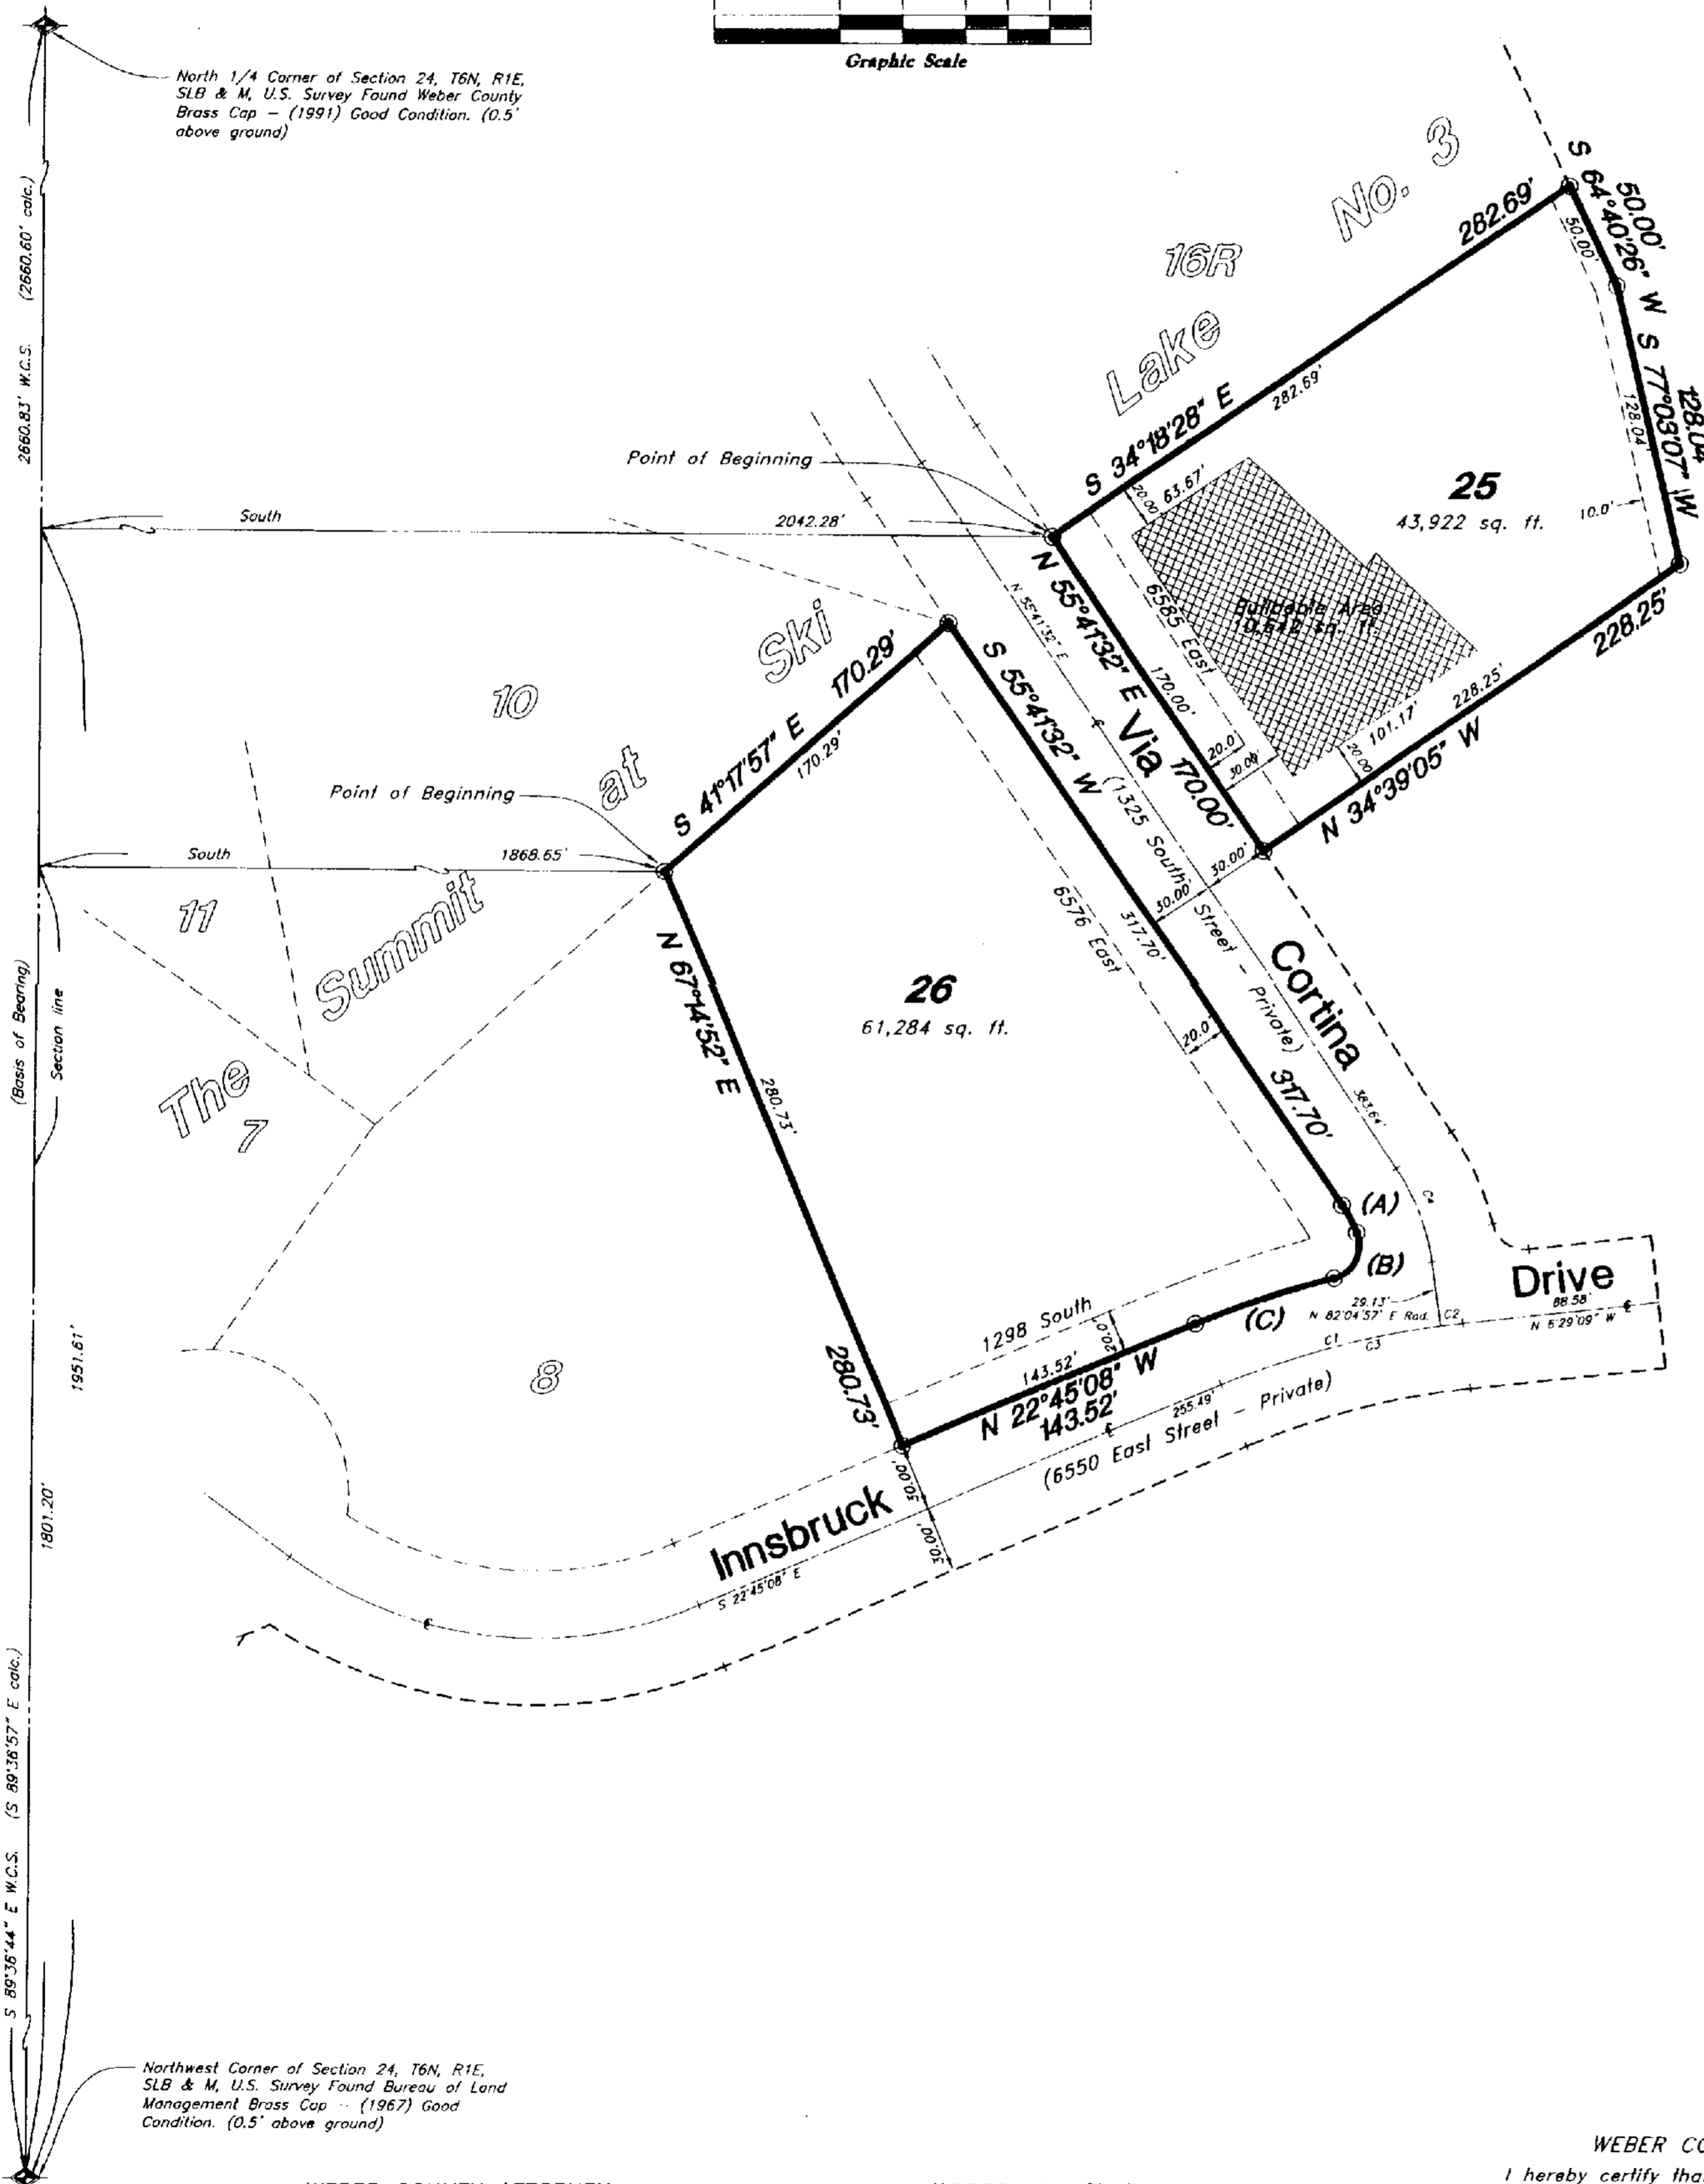 Graphic Scale
North 1/4 Corner of Section 24, T6N, R1E,
SLB & M, U.S. Survey Found Weber County
Brass Cap - (1991) Good Condition. (0.5'
above ground)
2660.83' W.C.S. (2660.60' calc.)
The Summit at Ski Lake No. 3
16R
282.69'
S 34°18'28" E
282.69'
S 64°40'26" W
50.00'
50.00'
S 77°03'07" W
128.04
128.04
10.0'
25
43,922 sq. ft.
20.00'
63.67'
Buildable Area
6585 East
Point of Beginning
South
2042.28'
N 55°41'32" E
N 55°41'32" E
170.00'
170.00'
20.0'
30.00'
101.17'
20.00'
228.25'
228.25'
N 34°39'05" W
10
170.29'
S 41°17'57" E
170.29'
S 55°41'32" W
Via Cortina
(1325 South Street - Private)
30.00'
30.00'
Point of Beginning
South
1868.65'
11
7
8
(Basis of Bearing)
Section line
26
61,284 sq. ft.
N 67°14'52" E
280.73'
280.73'
6576 East
317.70'
317.70'
20.0'
383.64'
C4
(A)
(B)
(C)
29.13'
N 82°04'57" E Rad.
C2
C1
C3
Innsbruck Drive
88.58'
N 6°29'09" W
1298 South
20.0'
143.52'
N 22°45'08" W
143.52'
255.49'
(6550 East Street - Private)
30.00'
30.00'
S 22°45'08" E
1951.61'
1801.20'
S 89°36'44" E W.C.S. (S 89°36'57" E calc.)
Northwest Corner of Section 24, T6N, R1E,
SLB & M, U.S. Survey Found Bureau of Land
Management Brass Cap - (1967) Good
Condition. (0.5' above ground)
WEBER CO
I hereby certify tha